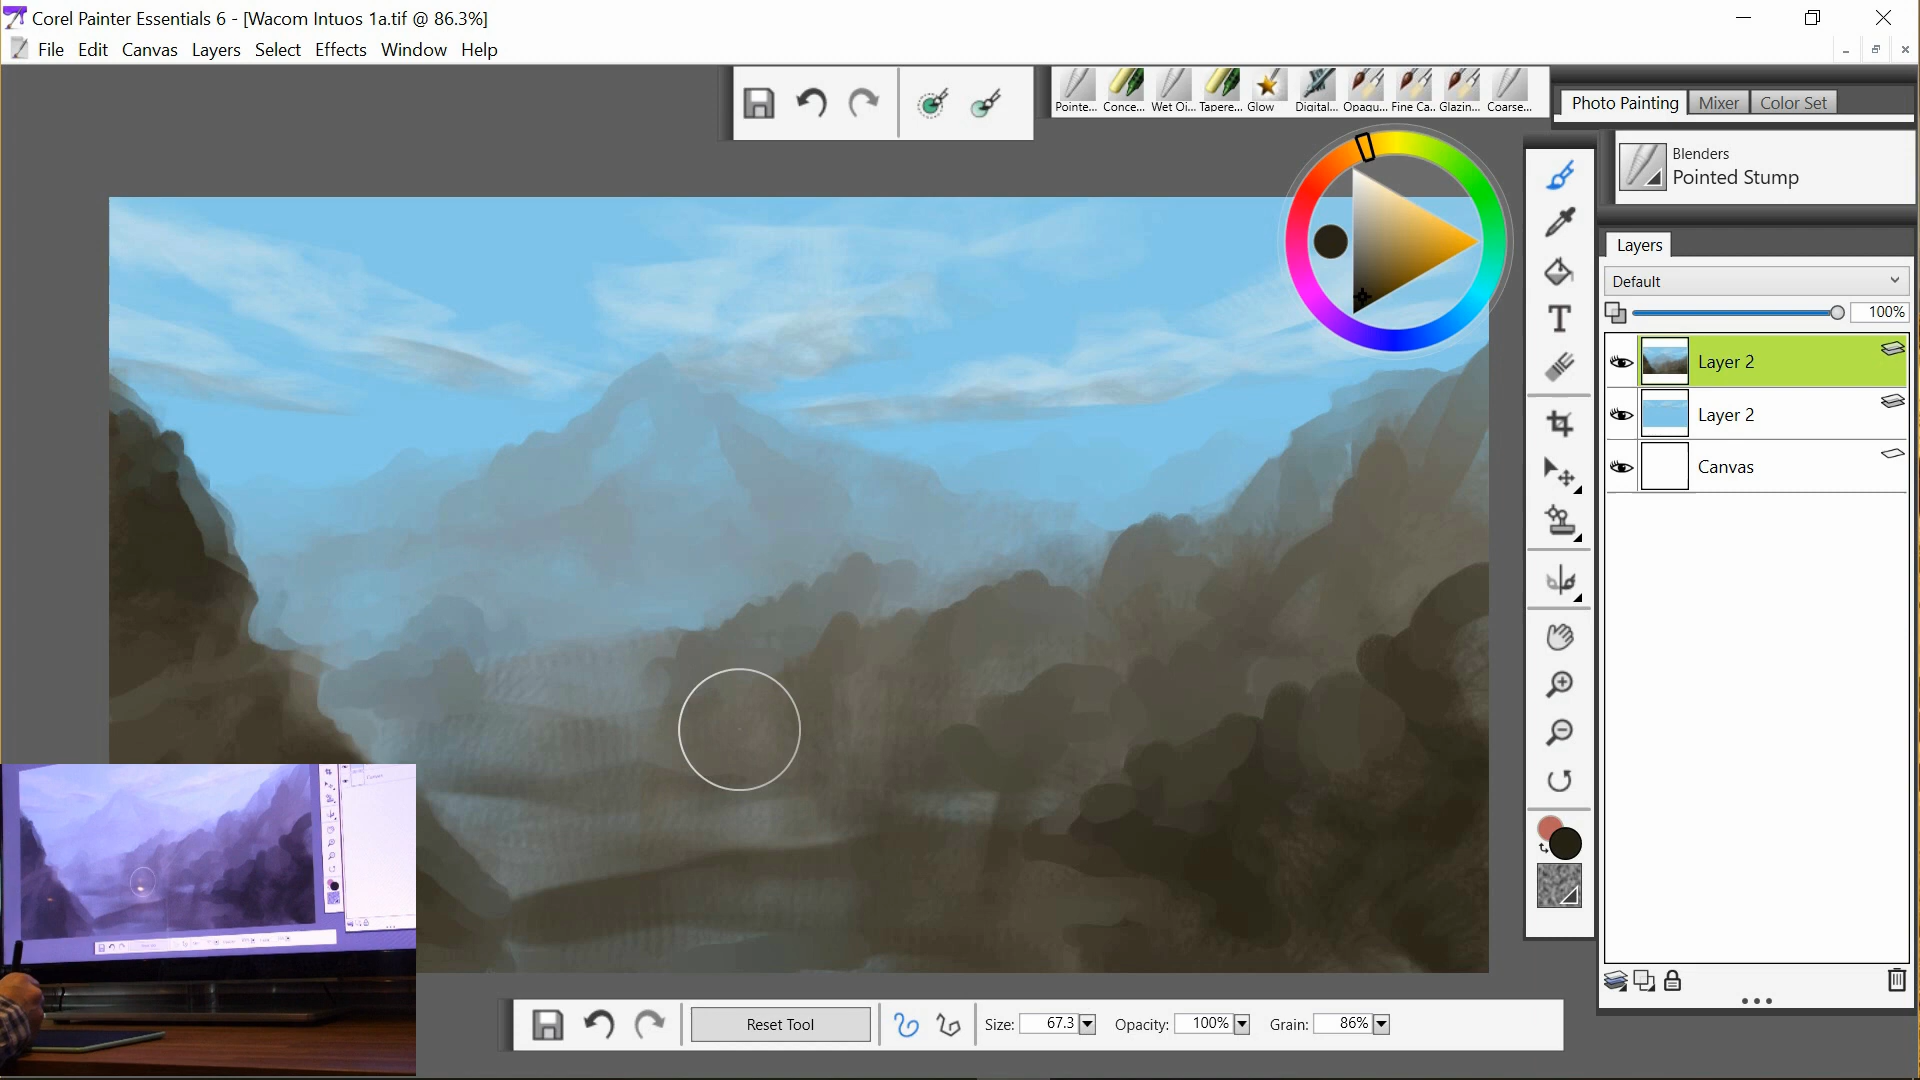 Corel Painter Essentials 6 - [Wacom Intuos 1a.tif @ 86.3%]
File Edit Canvas Layers Select Effects Window Help
Pointe... Conce... Wet Oi... Tapere... Glow Digital... Opaqu... Fine Ca... Glazin... Coarse...
Photo Painting Mixer Color Set
Blenders
Pointed Stump
Layers
Default
100%
Layer 2
Layer 2
Canvas
T
Reset Tool
Size: 67.3 Opacity: 100% Grain: 86%